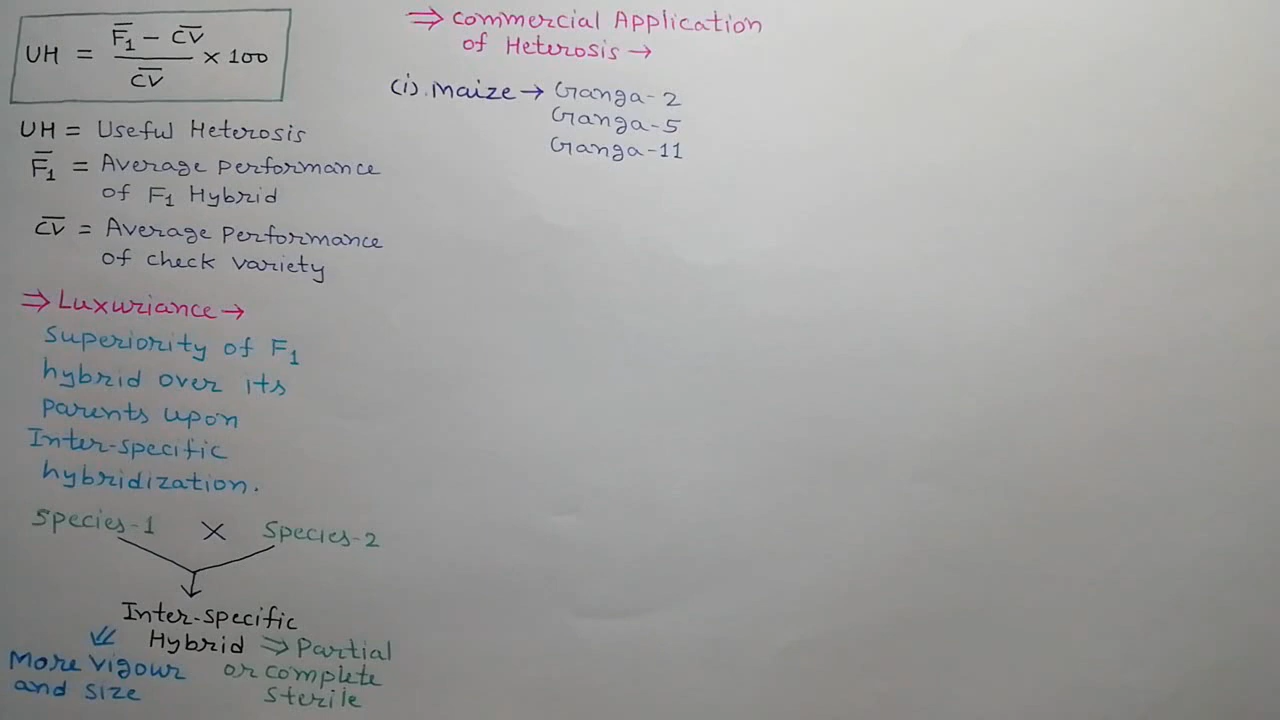 UH = F̅₁ - C̅V̅ / C̅V̅ × 100
UH = Useful Heterosis
F̅₁ = Average Performance
of F₁ Hybrid
C̅V̅ = Average Performance
of check variety
⇒ Luxuriance →
Superiority of F₁
hybrid over its
parents upon
Inter-specific
hybridization.
Species-1 × Species-2
Inter-specific
Hybrid ⇒ Partial
or complete
sterile
More vigour
and size
⇒ Commercial Application
of Heterosis →
(i). Maize → Ganga-2
Ganga-5
Ganga-11